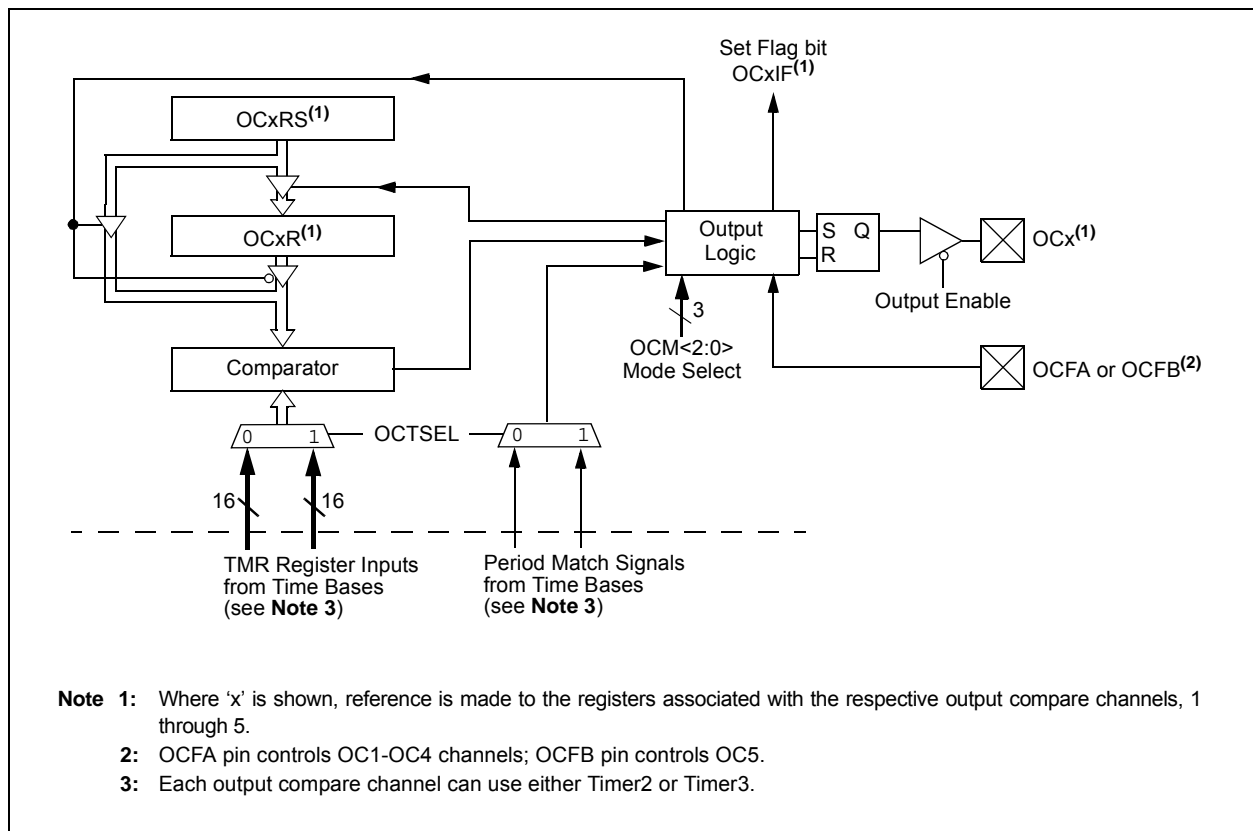 Set Flag bit
OCxIF(1)
OCxRS(1)
OCxR(1)
Output
Logic
S Q
R
OCx(1)
Output Enable
3
OCM<2:0>
Mode Select
Comparator
OCFA or OCFB(2)
0 1
OCTSEL
0 1
16
16
TMR Register Inputs
from Time Bases
(see Note 3)
Period Match Signals
from Time Bases
(see Note 3)
Note 1: Where ‘x’ is shown, reference is made to the registers associated with the respective output compare channels, 1
through 5.
2: OCFA pin controls OC1-OC4 channels; OCFB pin controls OC5.
3: Each output compare channel can use either Timer2 or Timer3.